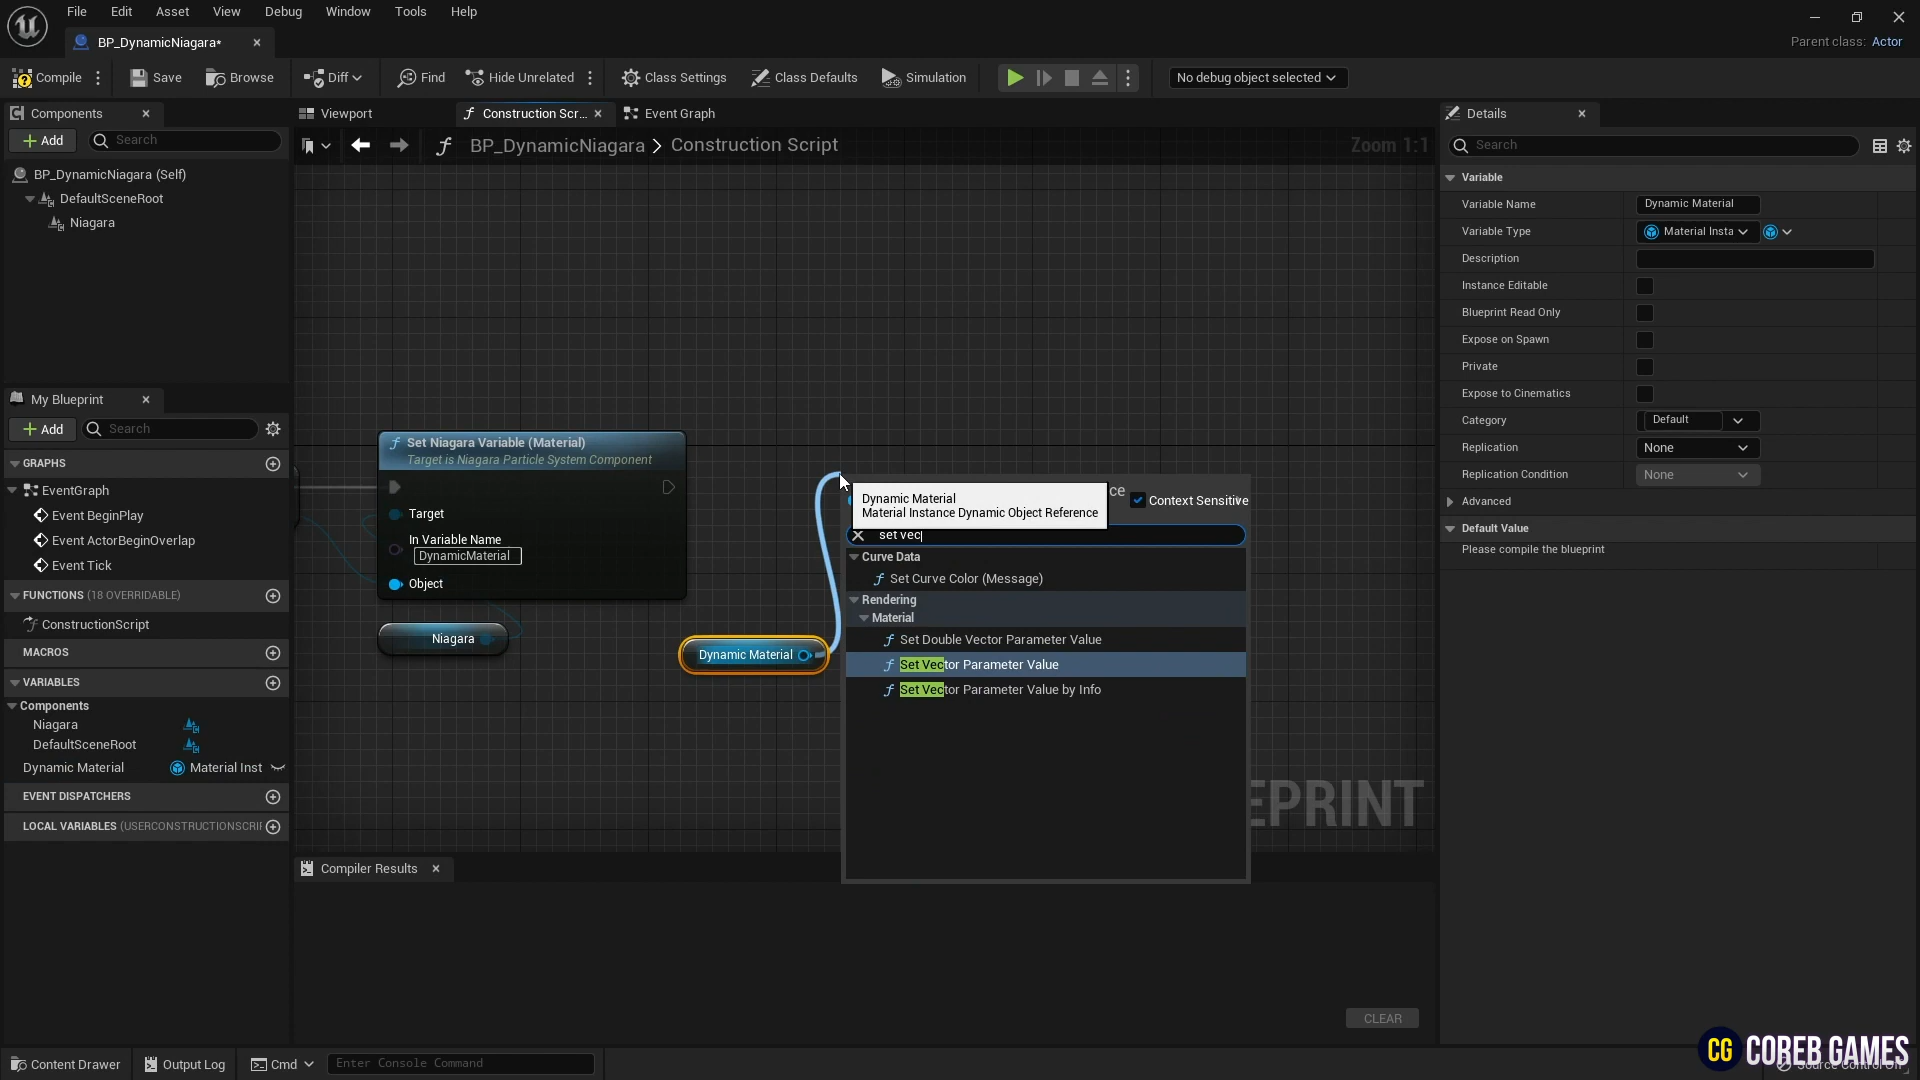 File Edit Asset View Debug Window Tools Help
BP_DynamicNiagara*
Parent class: Actor
Compile Save Browse Diff Find Hide Unrelated Class Settings Class Defaults Simulation No debug object selected
Components
Viewport Construction Scr... Event Graph
Details
Add Search
BP_DynamicNiagara > Construction Script
Zoom 1:1
Search
BP_DynamicNiagara (Self)
DefaultSceneRoot
Niagara
My Blueprint
Add Search
GRAPHS
EventGraph
Event BeginPlay
Event ActorBeginOverlap
Event Tick
FUNCTIONS (18 OVERRIDABLE)
ConstructionScript
MACROS
VARIABLES
Components
Niagara
DefaultSceneRoot
Dynamic Material Material Inst
EVENT DISPATCHERS
LOCAL VARIABLES (USERCONSTRUCTIONSCRI
Set Niagara Variable (Material)
Target is Niagara Particle System Component
Target
In Variable Name
DynamicMaterial
Object
Niagara
Dynamic Material
Dynamic Material
Material Instance Dynamic Object Reference
ce
Context Sensitive
set vec
Curve Data
Set Curve Color (Message)
Rendering
Material
Set Double Vector Parameter Value
Set Vector Parameter Value
Set Vector Parameter Value by Info
EPRINT
Compiler Results
CLEAR
Variable
Variable Name Dynamic Material
Variable Type Material Insta
Description
Instance Editable
Blueprint Read Only
Expose on Spawn
Private
Expose to Cinematics
Category Default
Replication None
Replication Condition None
Advanced
Default Value
Please compile the blueprint
Content Drawer Output Log Cmd Enter Console Command
CG COREB GAMES
Source Control Off